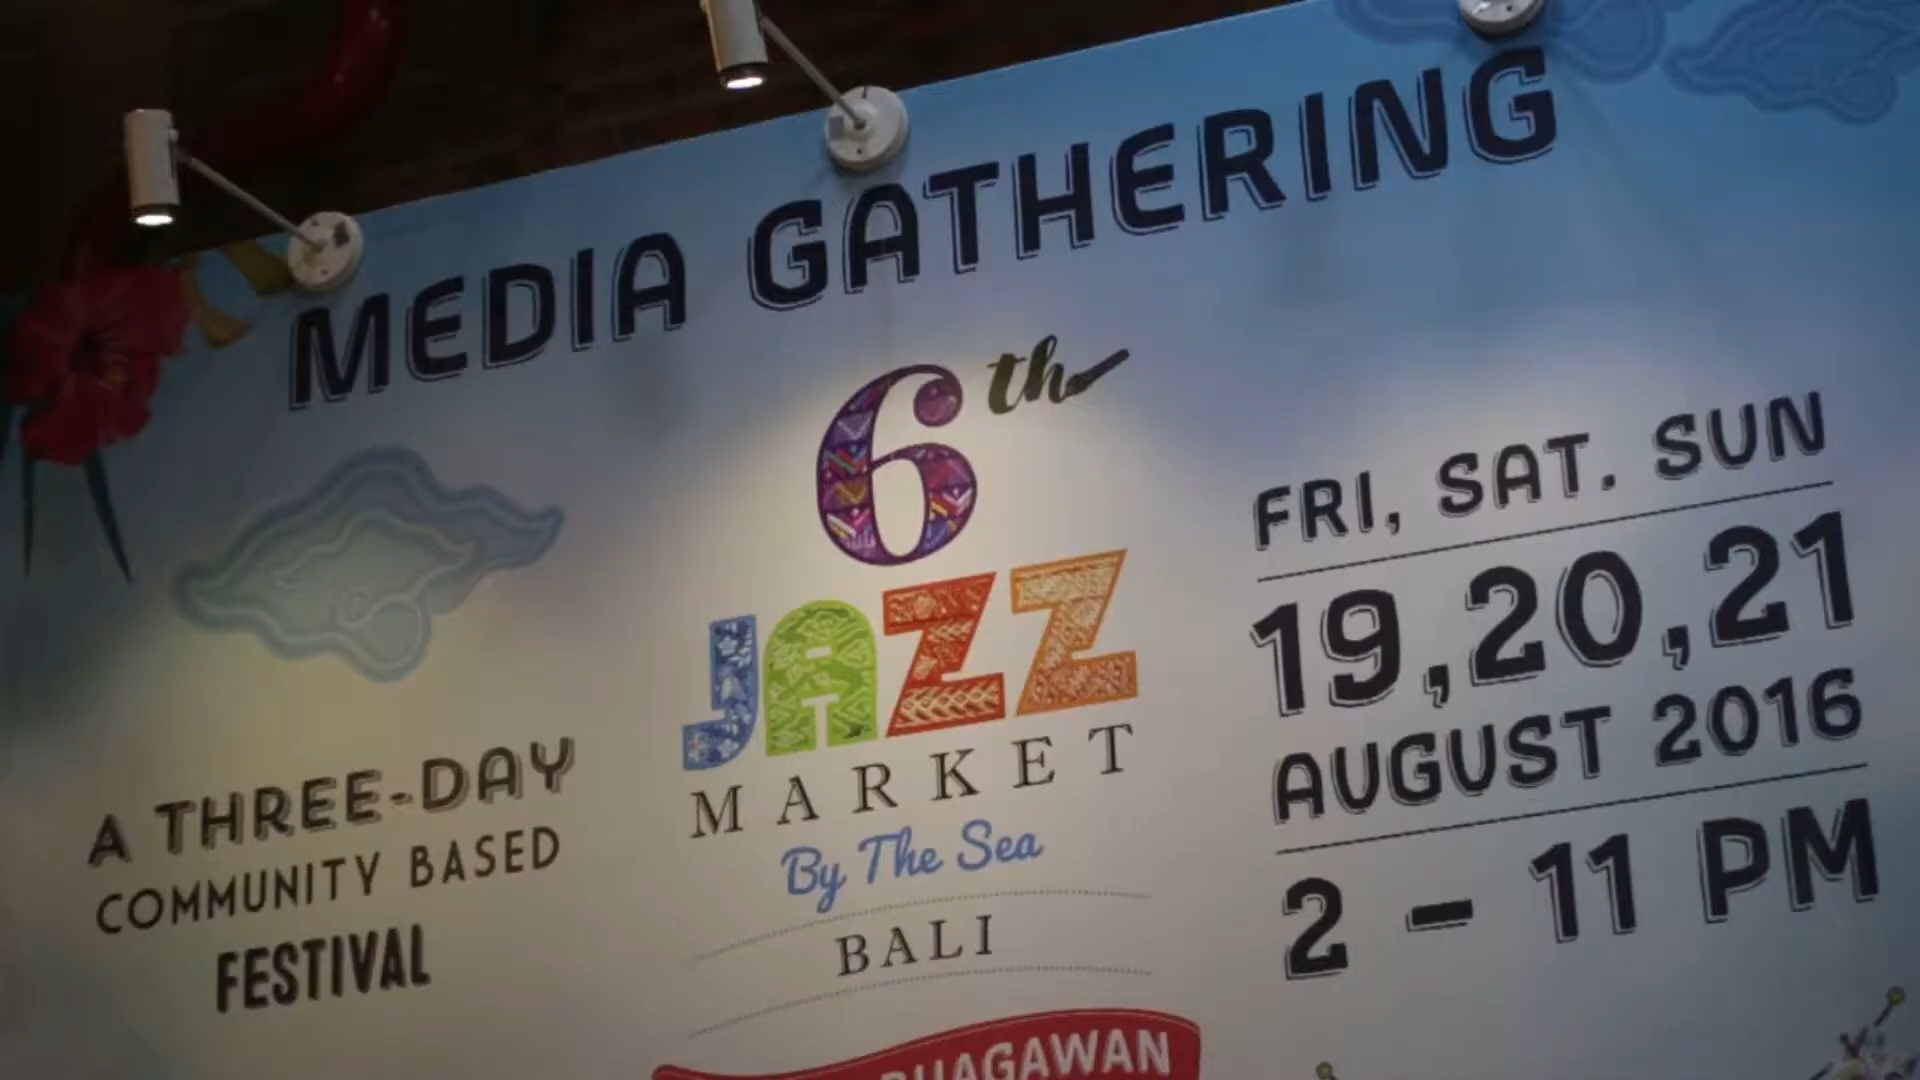 MEDIA GATHERING
6th
JAZZ
MARKET
By The Sea
BALI
A THREE-DAY
COMMUNITY BASED
FESTIVAL
FRI, SAT. SUN
19,20,21
AUGUST 2016
2 - 11 PM